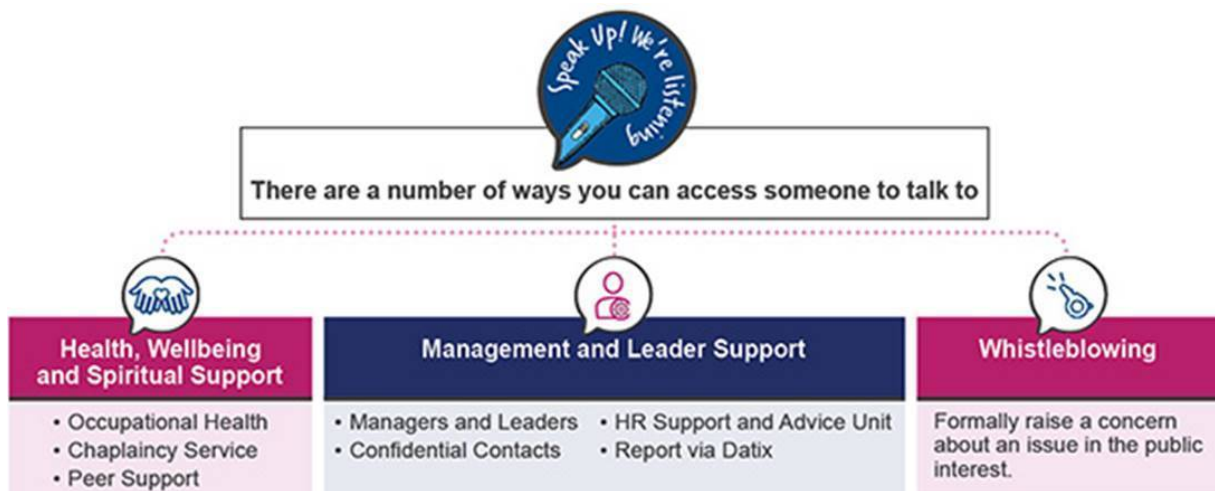 Speak Up! We're listening
There are a number of ways you can access someone to talk to
Health, Wellbeing
and Spiritual Support
• Occupational Health
• Chaplaincy Service
• Peer Support
Management and Leader Support
• Managers and Leaders
• Confidential Contacts
• HR Support and Advice Unit
• Report via Datix
Whistleblowing
Formally raise a concern
about an issue in the public
interest.